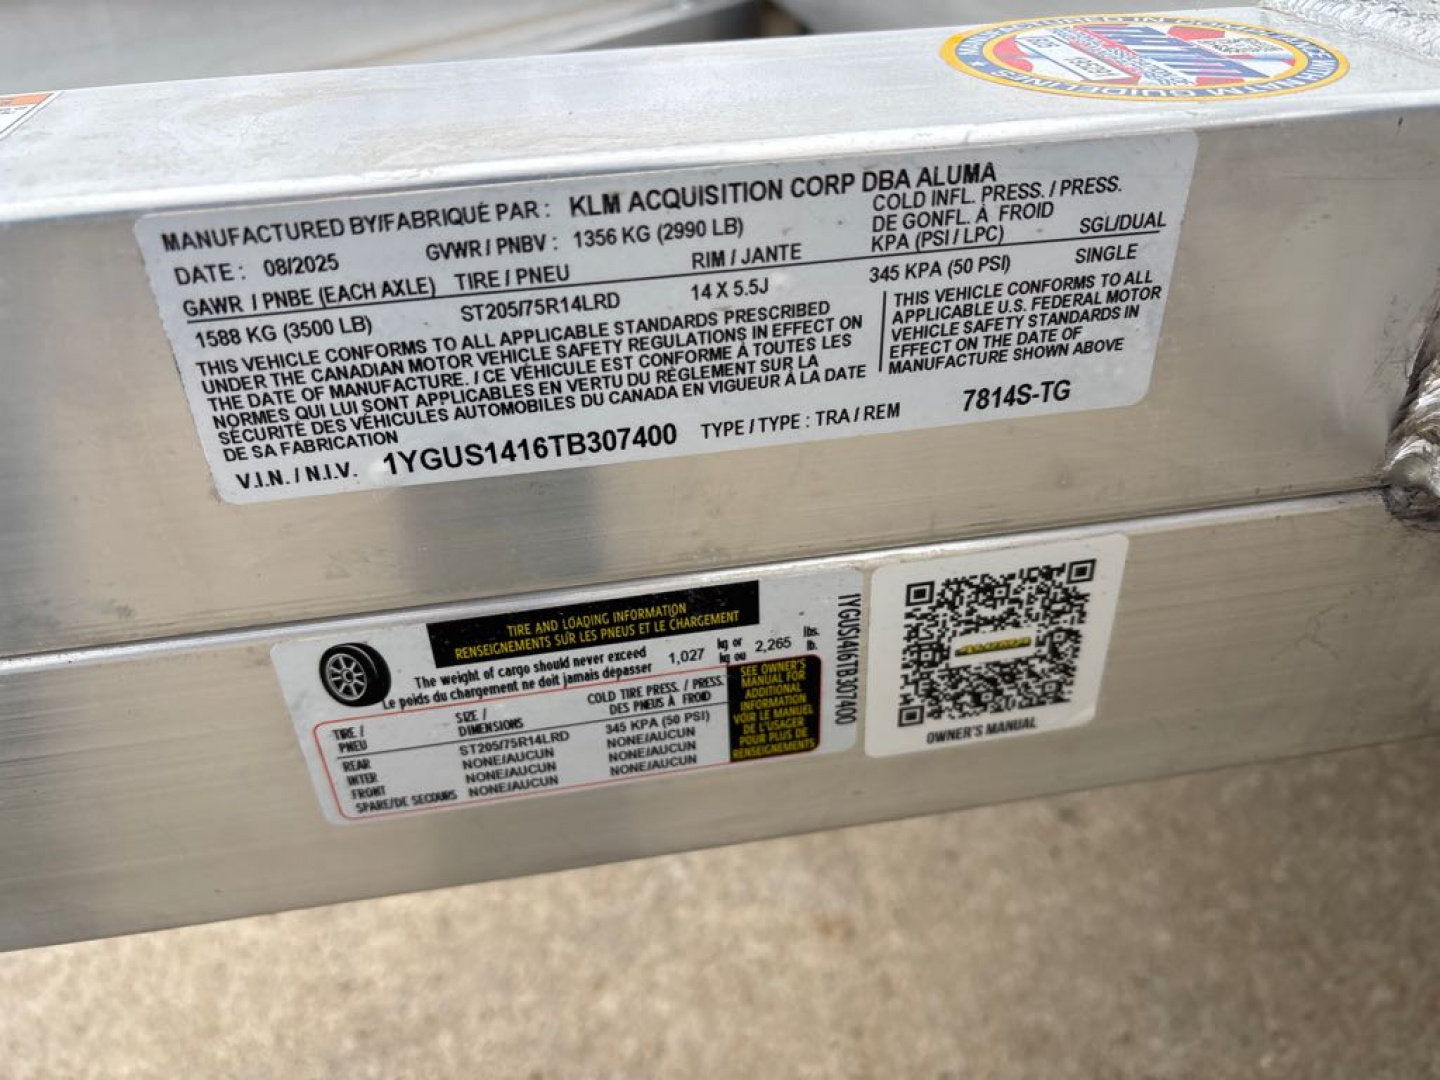 MANUFACTURED IN COMPLIANCE WITH
NATM GUIDELINES
MANUFACTURED BY/IFABRIQUÉ PAR : KLM ACQUISITION CORP DBA ALUMA
DATE : 08/2025 GVWR / PNBV : 1356 KG (2990 LB) COLD INFL. PRESS. / PRESS.
DE GONFL. À FROID
GAWR / PNBE (EACH AXLE) TIRE / PNEU RIM / JANTE KPA (PSI / LPC) SGL/DUAL
1588 KG (3500 LB) ST205/75R14LRD 14 X 5.5J 345 KPA (50 PSI) SINGLE
THIS VEHICLE CONFORMS TO ALL APPLICABLE STANDARDS PRESCRIBED
UNDER THE CANADIAN MOTOR VEHICLE SAFETY REGULATIONS IN EFFECT ON
THE DATE OF MANUFACTURE. / CE VÉHICULE EST CONFORME À TOUTES LES
NORMES QUI LUI SONT APPLICABLES EN VERTU DU RÈGLEMENT SUR LA
SÉCURITÉ DES VÉHICULES AUTOMOBILES DU CANADA EN VIGUEUR À LA DATE
DE SA FABRICATION
THIS VEHICLE CONFORMS TO ALL
APPLICABLE U.S. FEDERAL MOTOR
VEHICLE SAFETY STANDARDS IN
EFFECT ON THE DATE OF
MANUFACTURE SHOWN ABOVE
V.I.N. / N.I.V. 1YGUS1416TB307400 TYPE / TYPE : TRA / REM 7814S-TG
TIRE AND LOADING INFORMATION
RENSEIGNEMENTS SUR LES PNEUS ET LE CHARGEMENT
The weight of cargo should never exceed 1,027 kg or 2,265 lbs.
Le poids du chargement ne doit jamais dépasser kg ou lb.
TIRE / SIZE / COLD TIRE PRESS. / PRESS.
PNEU DIMENSIONS DES PNEUS À FROID
REAR ST205/75R14LRD 345 KPA (50 PSI)
INTER NONE/AUCUN NONE/AUCUN
FRONT NONE/AUCUN NONE/AUCUN
SPARE/DE SECOURS NONE/AUCUN NONE/AUCUN
SEE OWNER'S
MANUAL FOR
ADDITIONAL
INFORMATION
VOIR LE MANUEL
DE L'USAGER
POUR PLUS DE
RENSEIGNEMENTS
1YGUS1416TB307400
OWNER'S MANUAL